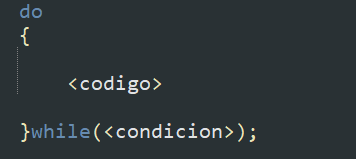 do
{
<codigo>
}while(<condicion>);